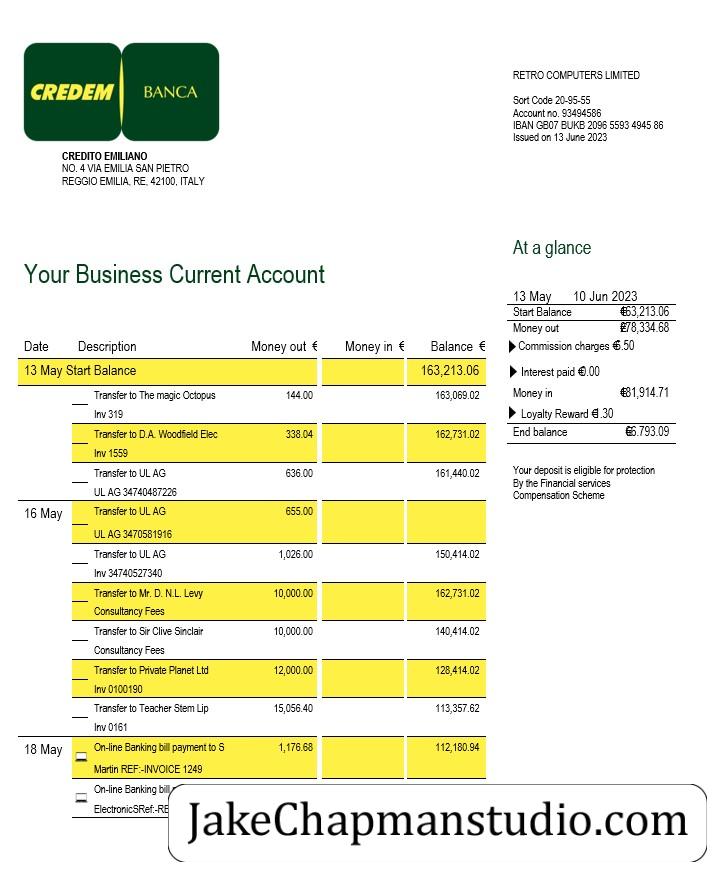 CREDEM BANCA
CREDITO EMILIANO
NO. 4 VIA EMILIA SAN PIETRO
REGGIO EMILIA, RE, 42100, ITALY
RETRO COMPUTERS LIMITED
Sort Code 20-95-55
Account no. 93494586
IBAN GB07 BUKB 2096 5593 4945 86
Issued on 13 June 2023
Your Business Current Account
At a glance
13 May 10 Jun 2023
Start Balance €63,213.06
Money out €78,334.68
Commission charges €5.50
Interest paid €0.00
Money in €81,914.71
Loyalty Reward €1.30
End balance €6.793.09
Your deposit is eligible for protection
By the Financial services
Compensation Scheme
Date Description Money out € Money in € Balance €
13 May Start Balance 163,213.06
Transfer to The magic Octopus 144.00 163,069.02
Inv 319
Transfer to D.A. Woodfield Elec 338.04 162,731.02
Inv 1559
Transfer to UL AG 636.00 161,440.02
UL AG 34740487226
16 May Transfer to UL AG 655.00
UL AG 3470581916
Transfer to UL AG 1,026.00 150,414.02
Inv 34740527340
Transfer to Mr. D. N.L. Levy 10,000.00 162,731.02
Consultancy Fees
Transfer to Sir Clive Sinclair 10,000.00 140,414.02
Consultancy Fees
Transfer to Private Planet Ltd 12,000.00 128,414.02
Inv 0100190
Transfer to Teacher Stem Lip 15,056.40 113,357.62
Inv 0161
18 May On-line Banking bill payment to S 1,176.68 112,180.94
Martin REF:-INVOICE 1249
On-line Banking bill
ElectronicSRef:-RE
JakeChapmanstudio.com